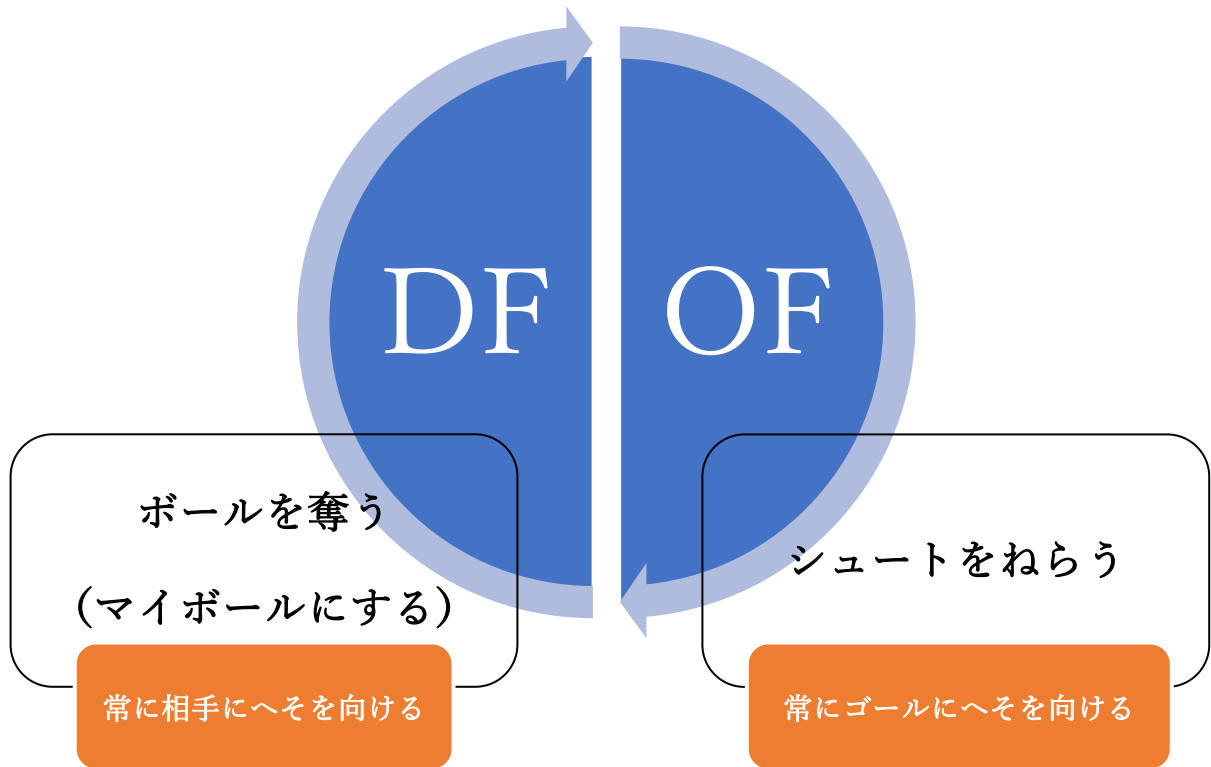 DF
OF
ボールを奪う
（マイボールにする）
常に相手にへそを向ける
シュートをねらう
常にゴールにへそを向ける